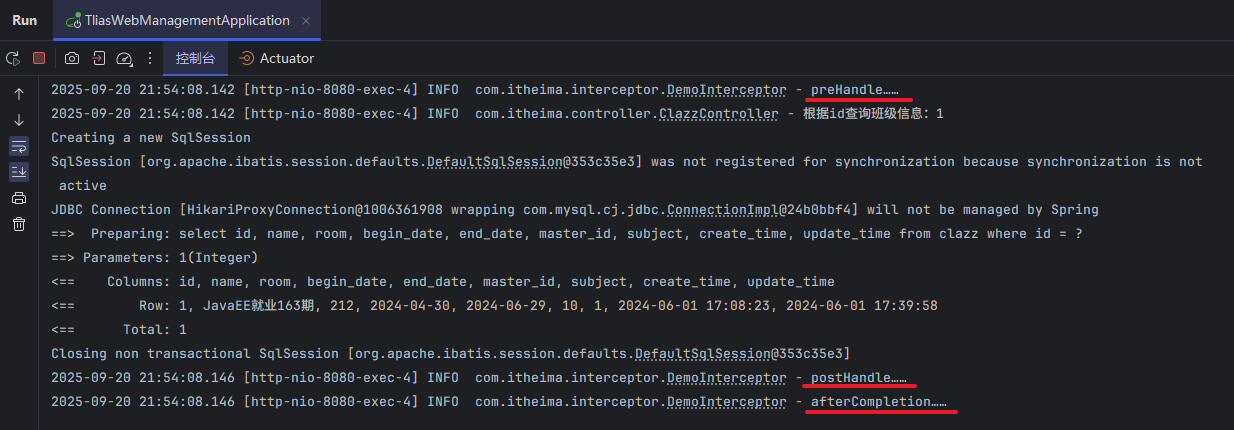 Run TliasWebManagementApplication ×
控制台 Actuator
2025-09-20 21:54:08.142 [http-nio-8080-exec-4] INFO  com.itheima.interceptor.DemoInterceptor - preHandle……
2025-09-20 21:54:08.142 [http-nio-8080-exec-4] INFO  com.itheima.controller.ClazzController - 根据id查询班级信息：1
Creating a new SqlSession
SqlSession [org.apache.ibatis.session.defaults.DefaultSqlSession@353c35e3] was not registered for synchronization because synchronization is not
 active
JDBC Connection [HikariProxyConnection@1006361908 wrapping com.mysql.cj.jdbc.ConnectionImpl@24b0bbf4] will not be managed by Spring
==>  Preparing: select id, name, room, begin_date, end_date, master_id, subject, create_time, update_time from clazz where id = ?
==> Parameters: 1(Integer)
<==    Columns: id, name, room, begin_date, end_date, master_id, subject, create_time, update_time
<==        Row: 1, JavaEE就业163期, 212, 2024-04-30, 2024-06-29, 10, 1, 2024-06-01 17:08:23, 2024-06-01 17:39:58
<==      Total: 1
Closing non transactional SqlSession [org.apache.ibatis.session.defaults.DefaultSqlSession@353c35e3]
2025-09-20 21:54:08.146 [http-nio-8080-exec-4] INFO  com.itheima.interceptor.DemoInterceptor - postHandle……
2025-09-20 21:54:08.146 [http-nio-8080-exec-4] INFO  com.itheima.interceptor.DemoInterceptor - afterCompletion……